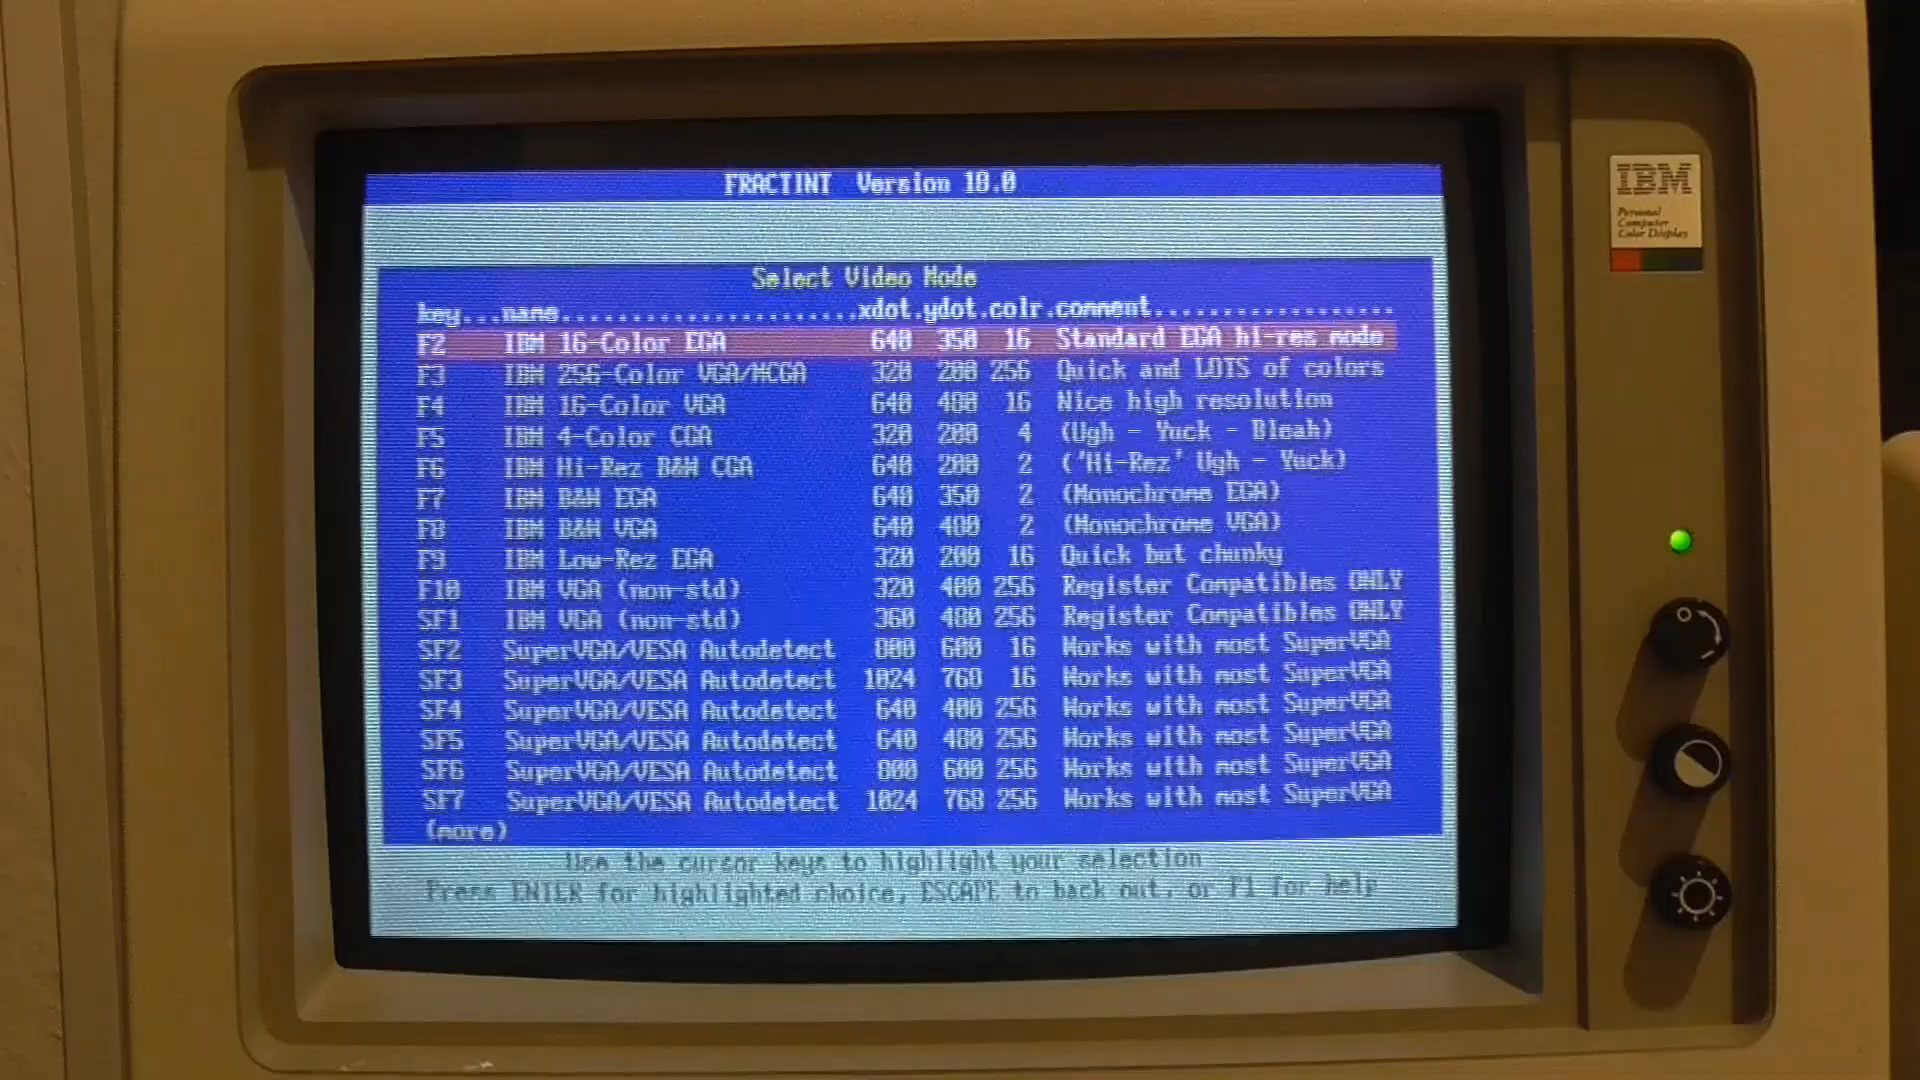 FRACTINT Version 18.0
IBM
Personal
Computer
Color Display
Select Video Mode
key...name......................xdot.ydot.colr.comment..................
F2 IBM 16-Color EGA 640 350 16 Standard EGA hi-res mode
F3 IBM 256-Color VGA/MCGA 320 200 256 Quick and LOTS of colors
F4 IBM 16-Color VGA 640 480 16 Nice high resolution
F5 IBM 4-Color CGA 320 200 4 (Ugh - Yuck - Bleah)
F6 IBM Hi-Rez B&W CGA 640 200 2 ('Hi-Rez' Ugh - Yuck)
F7 IBM B&W EGA 640 350 2 (Monochrome EGA)
F8 IBM B&W VGA 640 480 2 (Monochrome VGA)
F9 IBM Low-Rez EGA 320 200 16 Quick but chunky
F10 IBM VGA (non-std) 320 400 256 Register Compatibles ONLY
SF1 IBM VGA (non-std) 360 480 256 Register Compatibles ONLY
SF2 SuperVGA/VESA Autodetect 800 600 16 Works with most SuperVGA
SF3 SuperVGA/VESA Autodetect 1024 768 16 Works with most SuperVGA
SF4 SuperVGA/VESA Autodetect 640 400 256 Works with most SuperVGA
SF5 SuperVGA/VESA Autodetect 640 480 256 Works with most SuperVGA
SF6 SuperVGA/VESA Autodetect 800 600 256 Works with most SuperVGA
SF7 SuperVGA/VESA Autodetect 1024 768 256 Works with most SuperVGA
(more)
Use the cursor keys to highlight your selection
Press ENTER for highlighted choice, ESCAPE to back out, or F1 for help